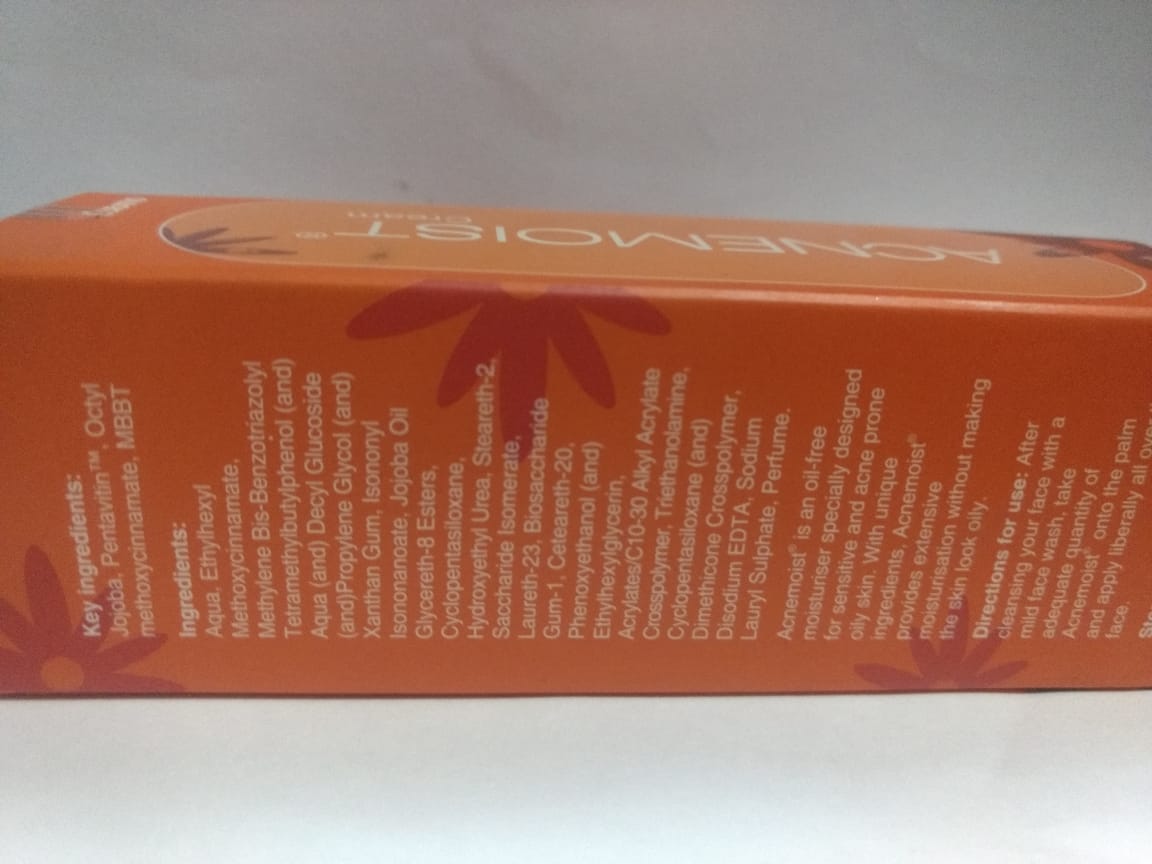 ACNEMOIST®
Cream
Key ingredients:
Jojoba, Pentavitin™, Octyl
methoxycinnamate, MBBT
Ingredients:
Aqua, Ethylhexyl
Methoxycinnamate,
Methylene Bis-Benzotriazolyl
Tetramethylbutylphenol (and)
Aqua (and) Decyl Glucoside
(and)Propylene Glycol (and)
Xanthan Gum, Isononyl
Isononanoate, Jojoba Oil
Glycereth-8 Esters,
Cyclopentasiloxane,
Hydroxyethyl Urea, Steareth-2,
Saccharide Isomerate,
Laureth-23, Biosaccharide
Gum-1, Ceteareth-20,
Phenoxyethanol (and)
Ethylhexylglycerin,
Acrylates/C10-30 Alkyl Acrylate
Crosspolymer, Triethanolamine,
Cyclopentasiloxane (and)
Dimethicone Crosspolymer,
Disodium EDTA, Sodium
Lauryl Sulphate, Perfume.
Acnemoist® is an oil-free
moisturiser specially designed
for sensitive and acne prone
oily skin. With unique
ingredients, Acnemoist®
provides extensive
moisturisation without making
the skin look oily.
Directions for use: After
cleansing your face with a
mild face wash, take
adequate quantity of
Acnemoist® onto the palm
and apply liberally all over
face.